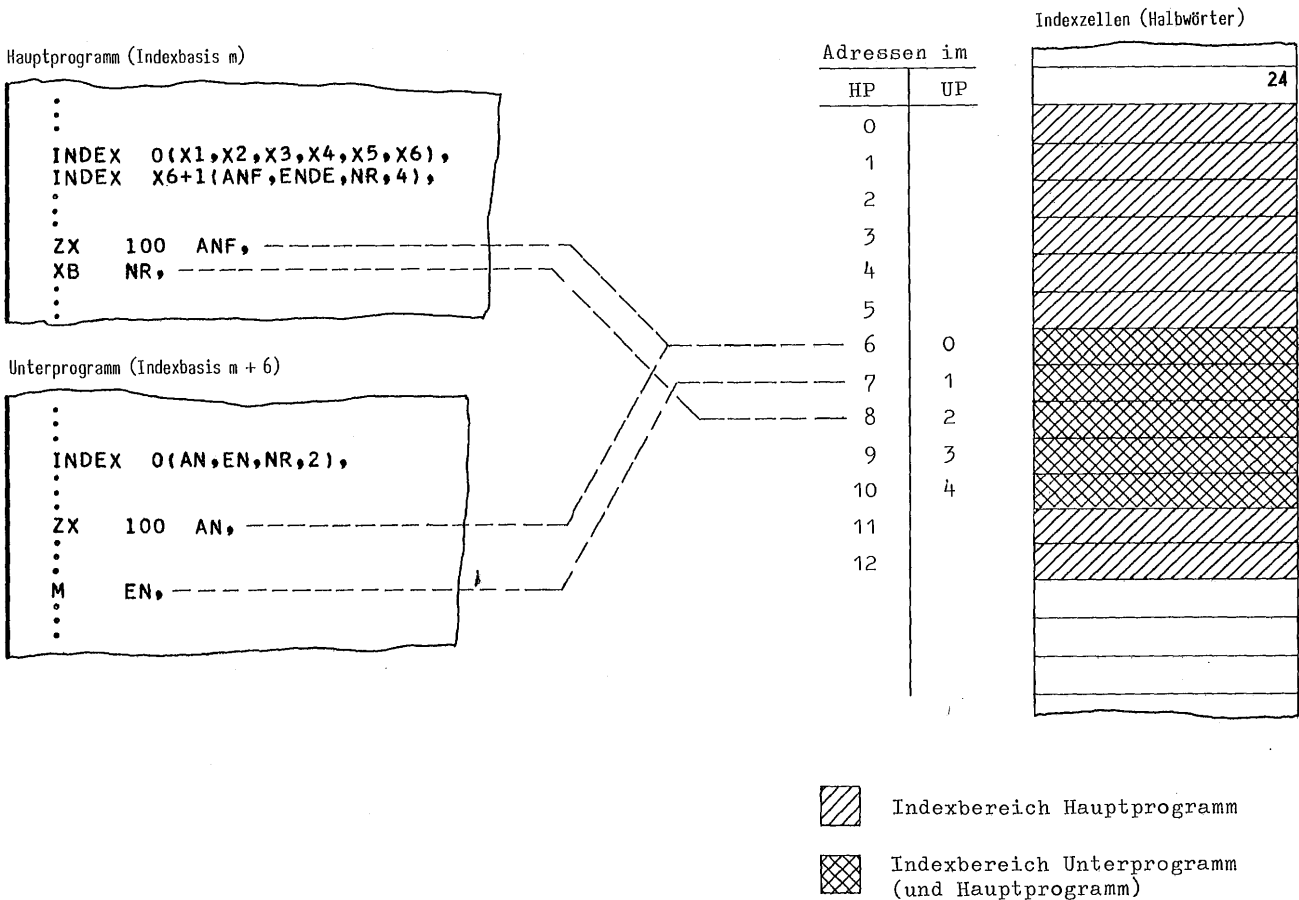 Hauptprogramm (Indexbasis m)
INDEX O(X1,X2,X3,X4,X5,X6),
INDEX X6+1(ANF,ENDE,NR,4),
ZX 100 ANF,
XB NR,
Unterprogramm (Indexbasis m + 6)
INDEX O(AN,EN,NR,2),
ZX 100 AN,
M EN,
Adressen im
HP UP
0
1
2
3
4
5
6 0
7 1
8 2
9 3
10 4
11
12
Indexzellen (Halbwörter)
24
Indexbereich Hauptprogramm
Indexbereich Unterprogramm
(und Hauptprogramm)